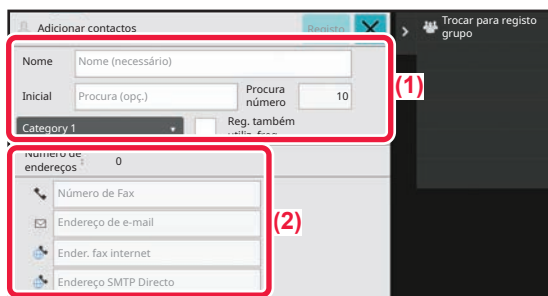 Adicionar contactos
Registo
Trocar para registo
grupo
Nome
Nome (necessário)
Inicial
Procura (opç.)
Procura
número
10
(1)
Category 1
Reg. também
utiliz. freq.
Número de
endereços
0
Número de Fax
Endereço de e-mail
(2)
Ender. fax internet
Endereço SMTP Directo